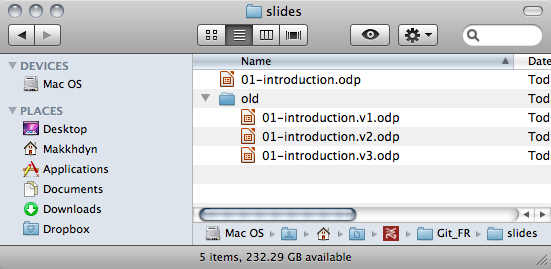 slides
Name
Date
DEVICES
Mac OS
PLACES
Desktop
Makkhdyn
Applications
Documents
Downloads
Dropbox
01-introduction.odp
Tod
old
Tod
01-introduction.v1.odp
Tod
01-introduction.v2.odp
Tod
01-introduction.v3.odp
Tod
Mac OS
Git_FR
slides
5 items, 232.29 GB available